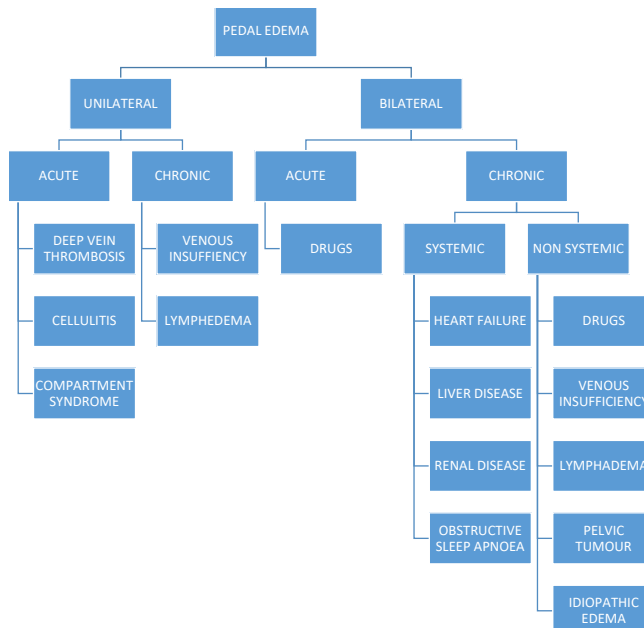 PEDAL EDEMA
UNILATERAL
BILATERAL
ACUTE
CHRONIC
ACUTE
CHRONIC
DEEP VEIN
THROMBOSIS
VENOUS
INSUFFIENCY
DRUGS
SYSTEMIC
NON SYSTEMIC
CELLULITIS
LYMPHEDEMA
HEART FAILURE
DRUGS
COMPARTMENT
SYNDROME
LIVER DISEASE
VENOUS
INSUFFICIENCY
RENAL DISEASE
LYMPHADEMA
OBSTRUCTIVE
SLEEP APNOEA
PELVIC
TUMOUR
IDIOPATHIC
EDEMA